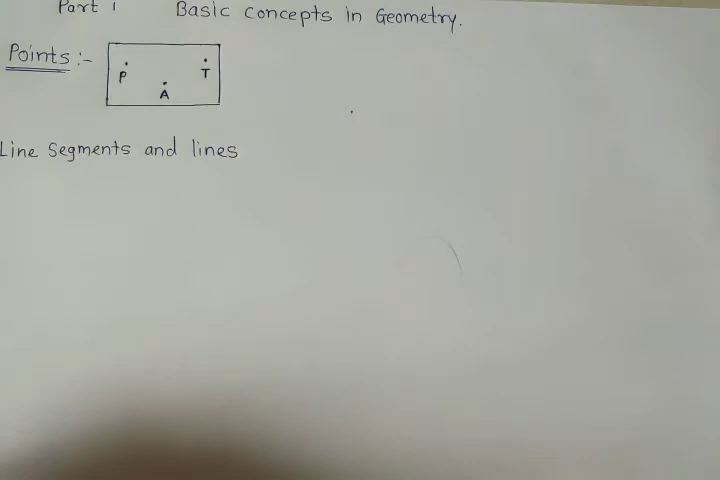 Part 1 Basic concepts in Geometry.
Points :-
P T
A
Line segments and lines